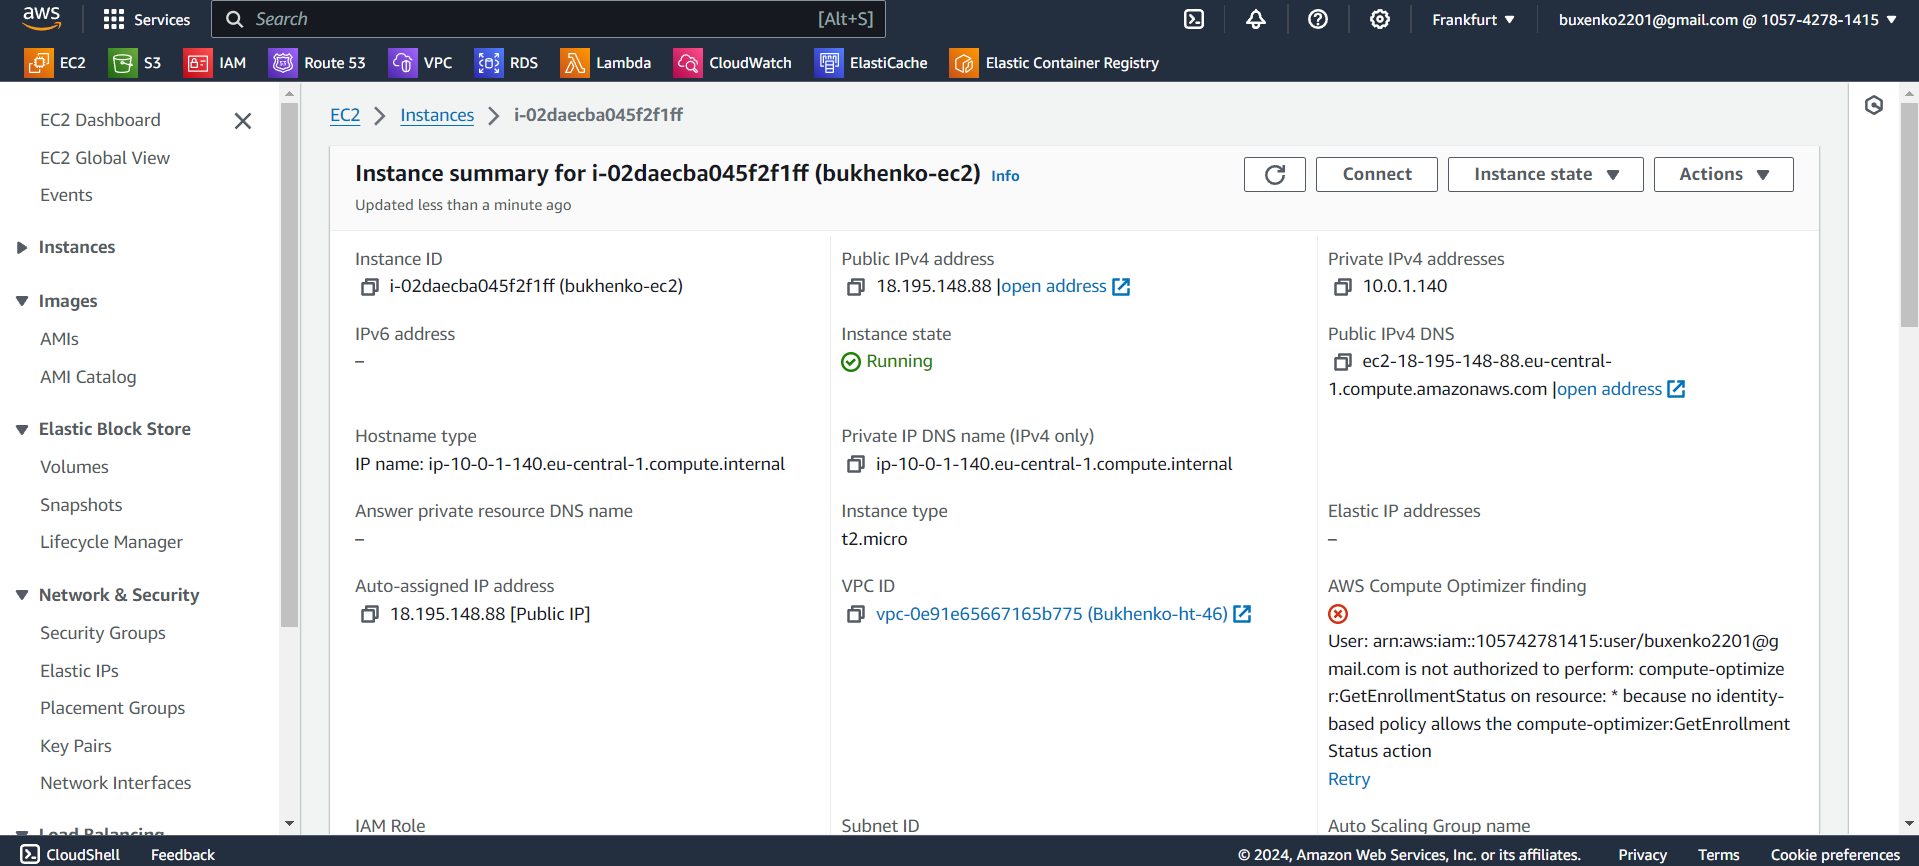 aws
Services
Search
[Alt+S]
Frankfurt ▼
buxenko2201@gmail.com @ 1057-4278-1415 ▼
EC2
S3
IAM
Route 53
VPC
RDS
Lambda
CloudWatch
ElastiCache
Elastic Container Registry
EC2 Dashboard
EC2 Global View
Events
Instances
Images
AMIs
AMI Catalog
Elastic Block Store
Volumes
Snapshots
Lifecycle Manager
Network & Security
Security Groups
Elastic IPs
Placement Groups
Key Pairs
Network Interfaces
Load Balancing
EC2 > Instances > i-02daecba045f2f1ff
Instance summary for i-02daecba045f2f1ff (bukhenko-ec2) Info
Updated less than a minute ago
Connect
Instance state ▼
Actions ▼
Instance ID
i-02daecba045f2f1ff (bukhenko-ec2)
Public IPv4 address
18.195.148.88 |open address
Private IPv4 addresses
10.0.1.140
IPv6 address
–
Instance state
Running
Public IPv4 DNS
ec2-18-195-148-88.eu-central-
1.compute.amazonaws.com |open address
Hostname type
IP name: ip-10-0-1-140.eu-central-1.compute.internal
Private IP DNS name (IPv4 only)
ip-10-0-1-140.eu-central-1.compute.internal
Answer private resource DNS name
–
Instance type
t2.micro
Elastic IP addresses
–
Auto-assigned IP address
18.195.148.88 [Public IP]
VPC ID
vpc-0e91e65667165b775 (Bukhenko-ht-46)
AWS Compute Optimizer finding
User: arn:aws:iam::105742781415:user/buxenko2201@g
mail.com is not authorized to perform: compute-optimize
r:GetEnrollmentStatus on resource: * because no identity-
based policy allows the compute-optimizer:GetEnrollment
Status action
Retry
IAM Role
Subnet ID
Auto Scaling Group name
CloudShell
Feedback
© 2024, Amazon Web Services, Inc. or its affiliates.
Privacy
Terms
Cookie preferences